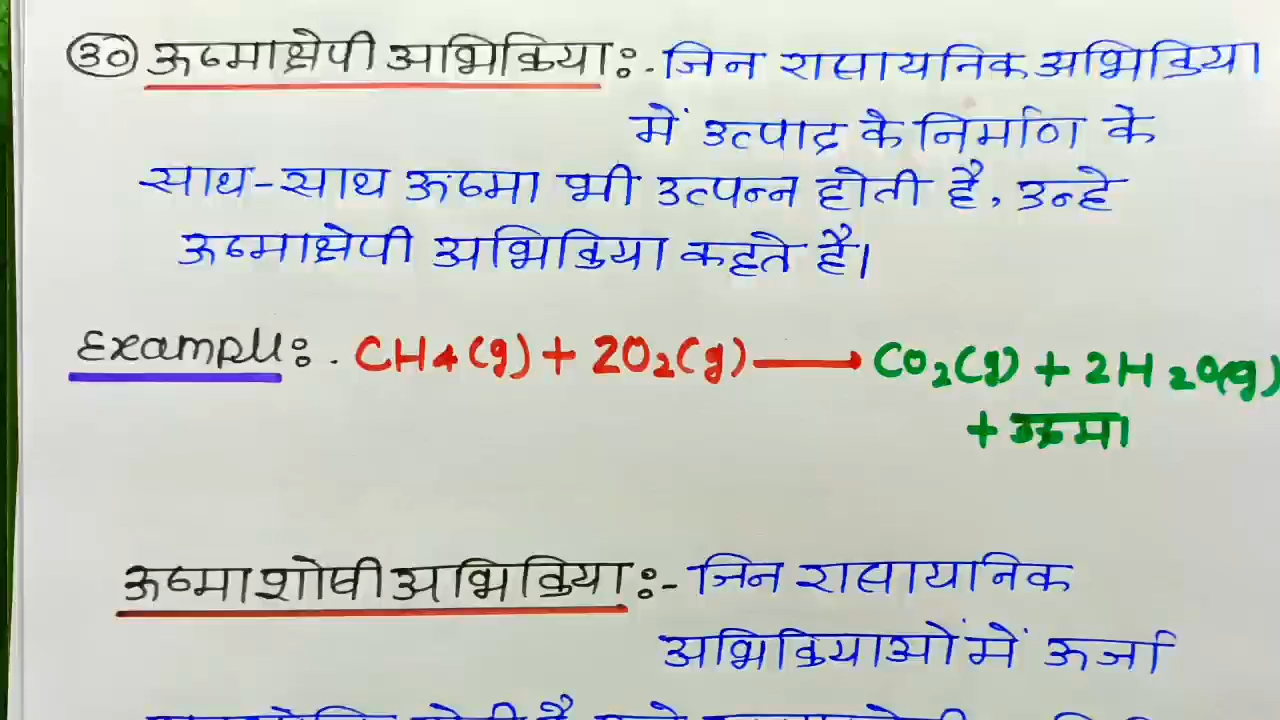 30 ऊष्माक्षेपी अभिक्रिया:- जिन रासायनिक अभिक्रिया
में उत्पाद के निर्माण के
साथ-साथ ऊष्मा भी उत्पन्न होती है, उन्हे
ऊष्माक्षेपी अभिक्रिया कहते है।
Example:- CH4(g) + 2O2(g) → CO2(g) + 2H2O(g)
+ ऊष्मा
ऊष्माशोषी अभिक्रिया:- जिन रासायनिक
अभिक्रियाओं में ऊर्जा